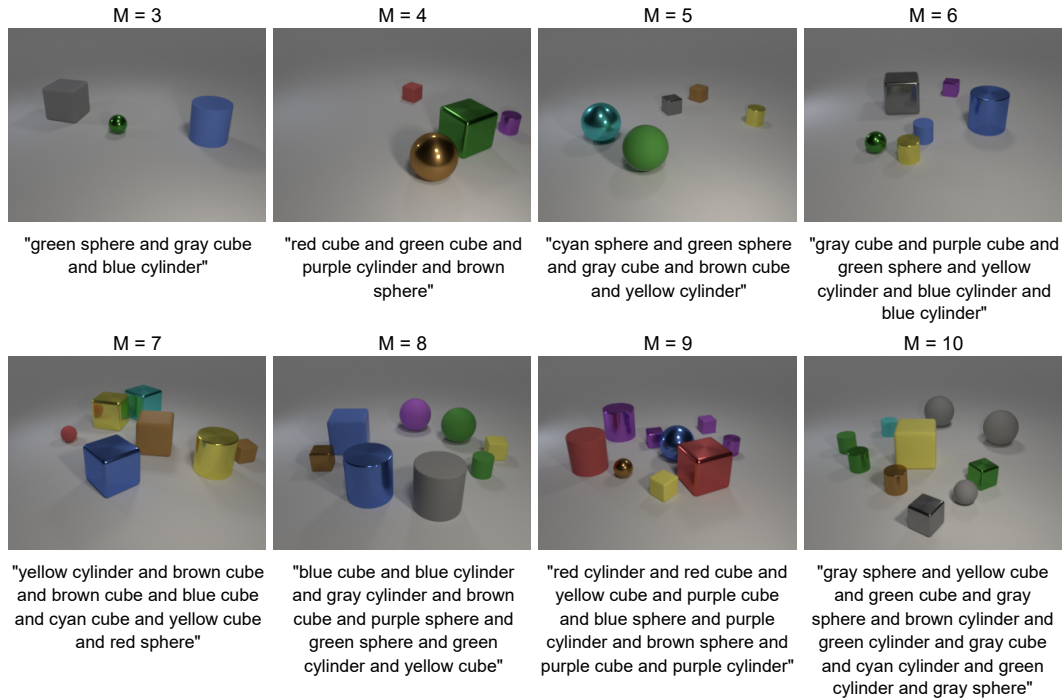 M = 3
M = 4
M = 5
M = 6
"green sphere and gray cube
and blue cylinder"
"red cube and green cube and
purple cylinder and brown
sphere"
"cyan sphere and green sphere
and gray cube and brown cube
and yellow cylinder"
"gray cube and purple cube and
green sphere and yellow
cylinder and blue cylinder and
blue cylinder"
M = 7
M = 8
M = 9
M = 10
"yellow cylinder and brown cube
and brown cube and blue cube
and cyan cube and yellow cube
and red sphere"
"blue cube and blue cylinder
and gray cylinder and brown
cube and purple sphere and
green sphere and green
cylinder and yellow cube"
"red cylinder and red cube and
yellow cube and purple cube
and blue sphere and purple
cylinder and brown sphere and
purple cube and purple cylinder"
"gray sphere and yellow cube
and green cube and gray
sphere and brown cylinder and
green cylinder and gray cube
and cyan cylinder and green
cylinder and gray sphere"